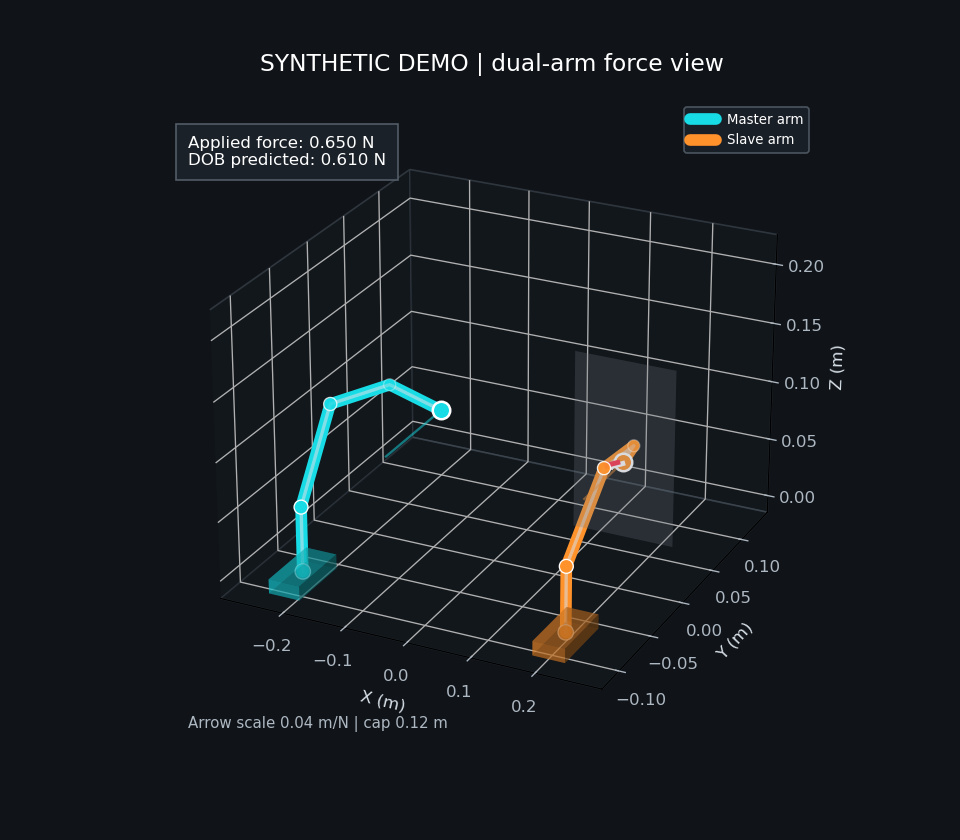 SYNTHETIC DEMO | dual-arm force view
Master arm
Slave arm
Applied force: 0.650 N
DOB predicted: 0.610 N
0.20
0.15
0.10
0.05
0.00
Z (m)
0.10
0.05
0.00
−0.05
−0.10
Y (m)
−0.2
−0.1
0.0
0.1
0.2
X (m)
Arrow scale 0.04 m/N | cap 0.12 m